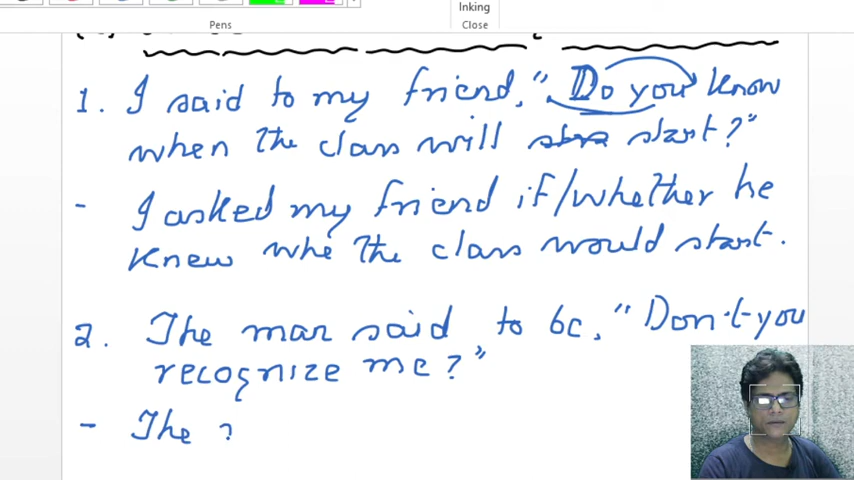 Inking
Pens
Close
1. I said to my friend, "Do you know
when the class will start?"
- I asked my friend if/whether he
knew whe the class would start.
2. The man said to 6c, "Don't you
recognize me?"
- The